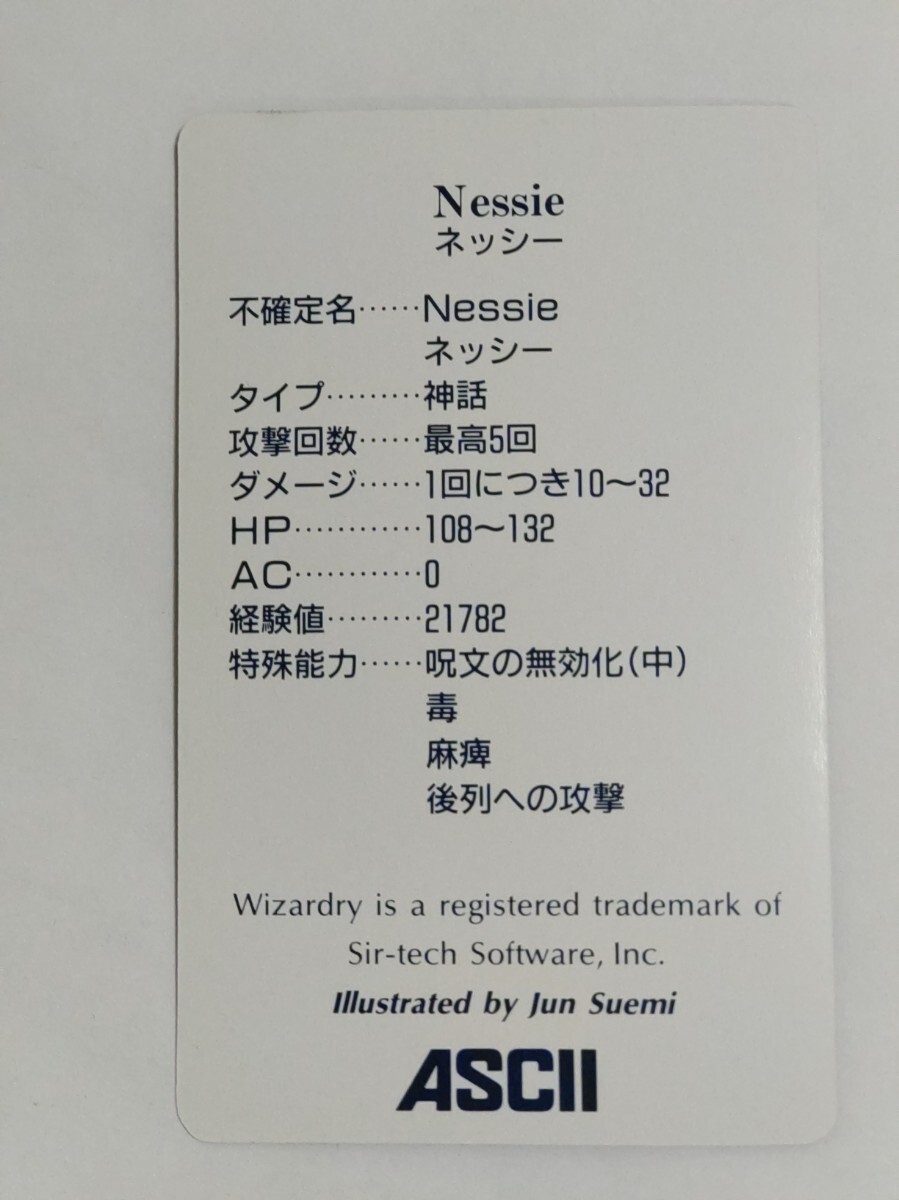 Nessie
ネッシー
不確定名……Nessie
ネッシー
タイプ………神話
攻撃回数……最高5回
ダメージ……1回につき10〜32
HP…………108〜132
AC…………0
経験値………21782
特殊能力……呪文の無効化(中)
毒
麻痺
後列への攻撃
Wizardry is a registered trademark of
Sir-tech Software, Inc.
Illustrated by Jun Suemi
ASCII